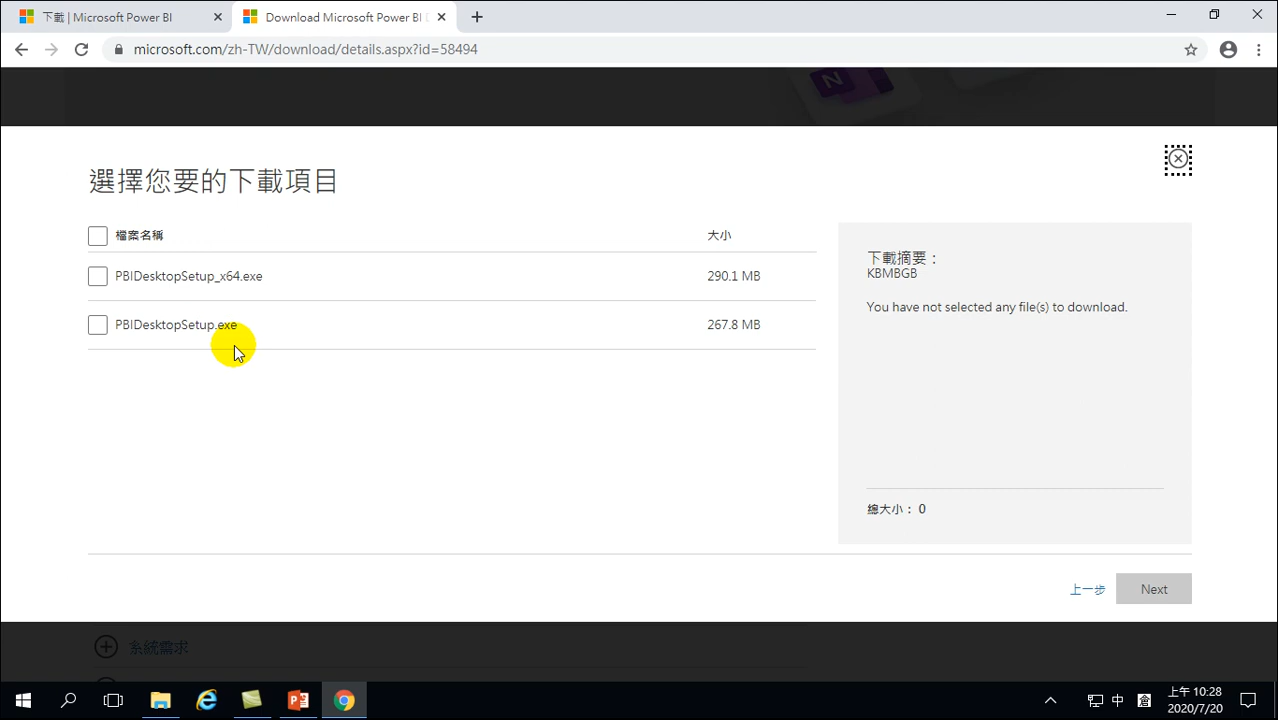 下載 | Microsoft Power BI
Download Microsoft Power BI D
microsoft.com/zh-TW/download/details.aspx?id=58494
選擇您要的下載項目
檔案名稱 大小
PBIDesktopSetup_x64.exe 290.1 MB
PBIDesktopSetup.exe 267.8 MB
下載摘要：
KBMBGB
You have not selected any file(s) to download.
總大小： 0
上一步 Next
系統需求
中
上午 10:28
2020/7/20